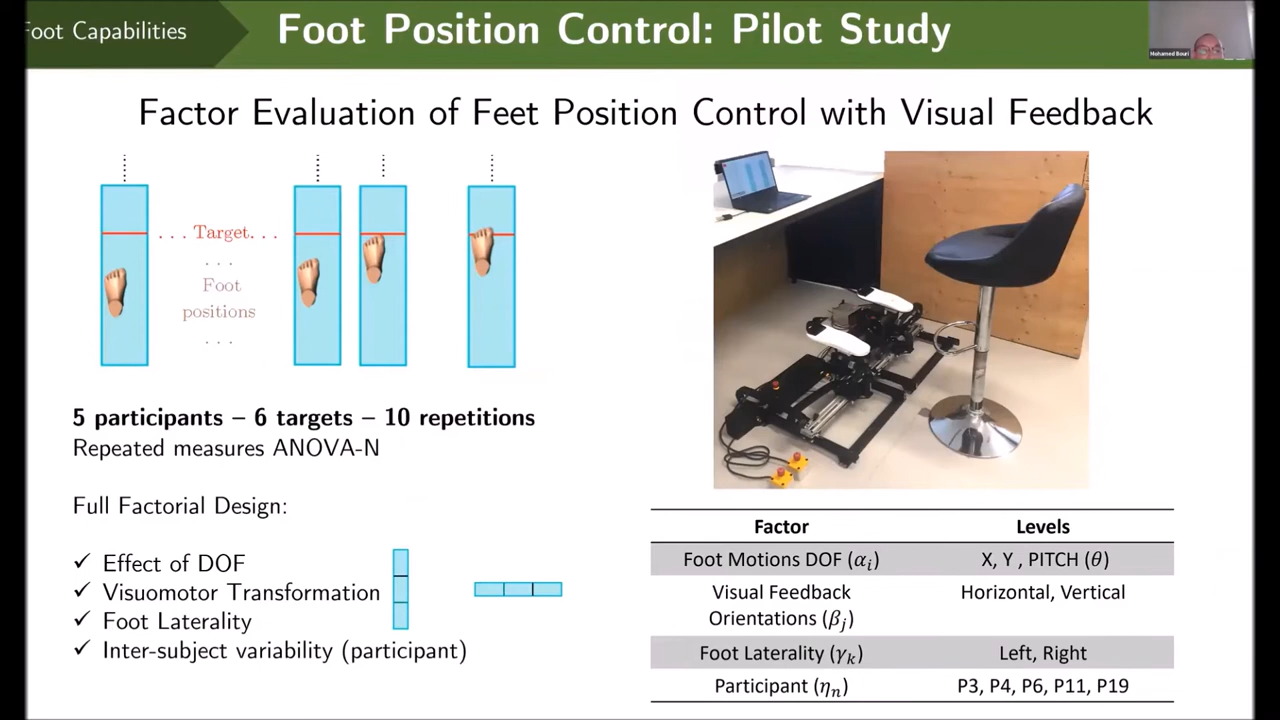 Foot Capabilities
Foot Position Control: Pilot Study
Mohamed Bouri
Factor Evaluation of Feet Position Control with Visual Feedback
. . . Target. . .
. . .
Foot
positions
. . .
5 participants – 6 targets – 10 repetitions
Repeated measures ANOVA-N
Full Factorial Design:
✓ Effect of DOF
✓ Visuomotor Transformation
✓ Foot Laterality
✓ Inter-subject variability (participant)
Factor Levels
Foot Motions DOF (αᵢ) X, Y , PITCH (θ)
Visual Feedback Horizontal, Vertical
Orientations (βⱼ)
Foot Laterality (γₖ) Left, Right
Participant (ηₙ) P3, P4, P6, P11, P19